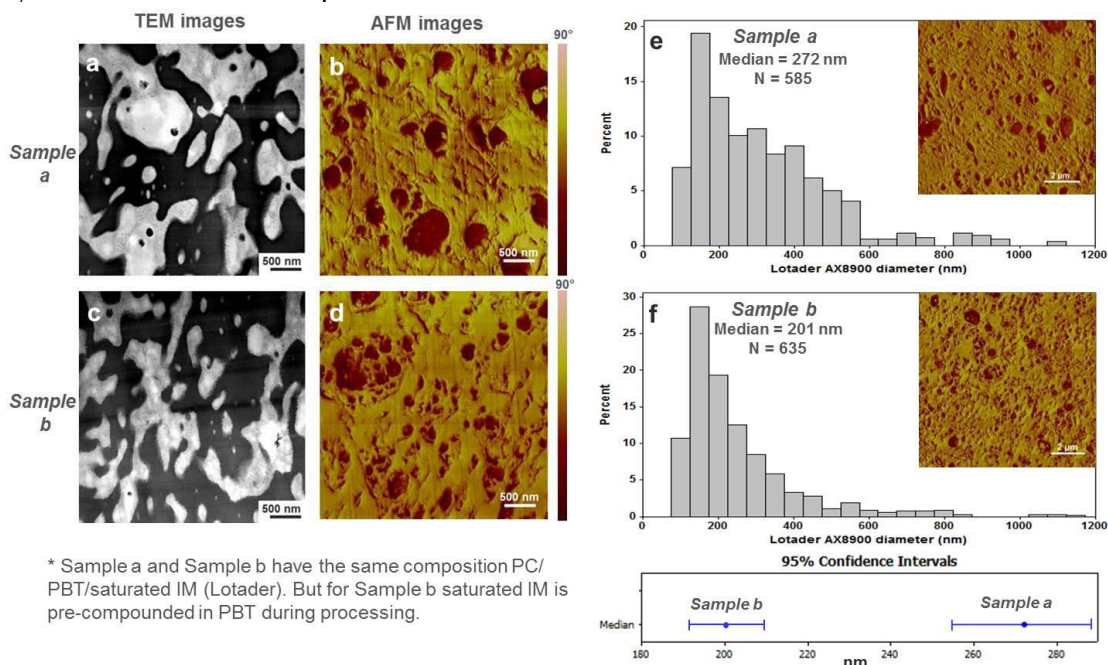 TEM images
AFM images
Sample a
Sample b
a
500 nm
b
90°
500 nm
c
500 nm
d
90°
500 nm
* Sample a and Sample b have the same composition PC/
PBT/saturated IM (Lotader). But for Sample b saturated IM is
pre-compounded in PBT during processing.
e
Sample a
Median = 272 nm
N = 585
Percent
20
15
10
5
0
0 200 400 600 800 1000 1200
Lotader AX8900 diameter (nm)
2 µm
f
Sample b
Median = 201 nm
N = 635
Percent
30
25
20
15
10
5
0
0 200 400 600 800 1000 1200
Lotader AX8900 diameter (nm)
2 µm
95% Confidence Intervals
Sample b
Sample a
Median
180 200 220 240 260 280
nm